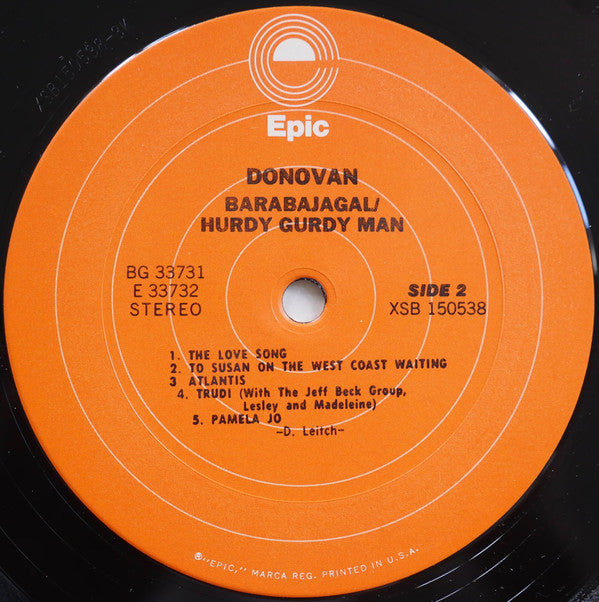 Epic
DONOVAN
BARABAJAGAL/
HURDY GURDY MAN
BG 33731
E 33732
STEREO
SIDE 2
XSB 150538
1. THE LOVE SONG
2. TO SUSAN ON THE WEST COAST WAITING
3 ATLANTIS
4. TRUDI (With The Jeff Beck Group,
Lesley and Madeleine)
5. PAMELA JO
-D. Leitch-
®"EPIC," MARCA REG. PRINTED IN U.S.A.